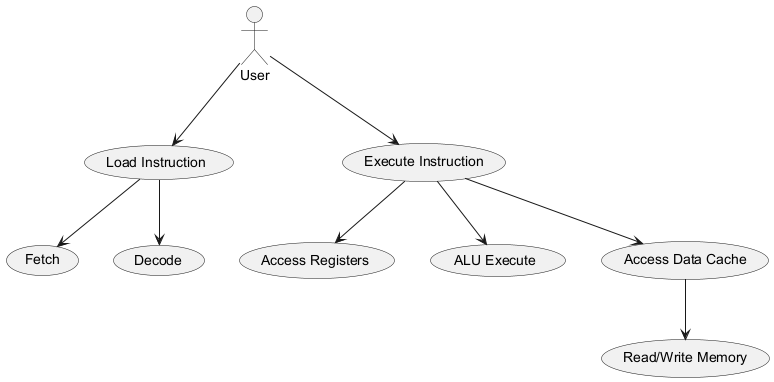 User
Load Instruction
Execute Instruction
Fetch
Decode
Access Registers
ALU Execute
Access Data Cache
Read/Write Memory